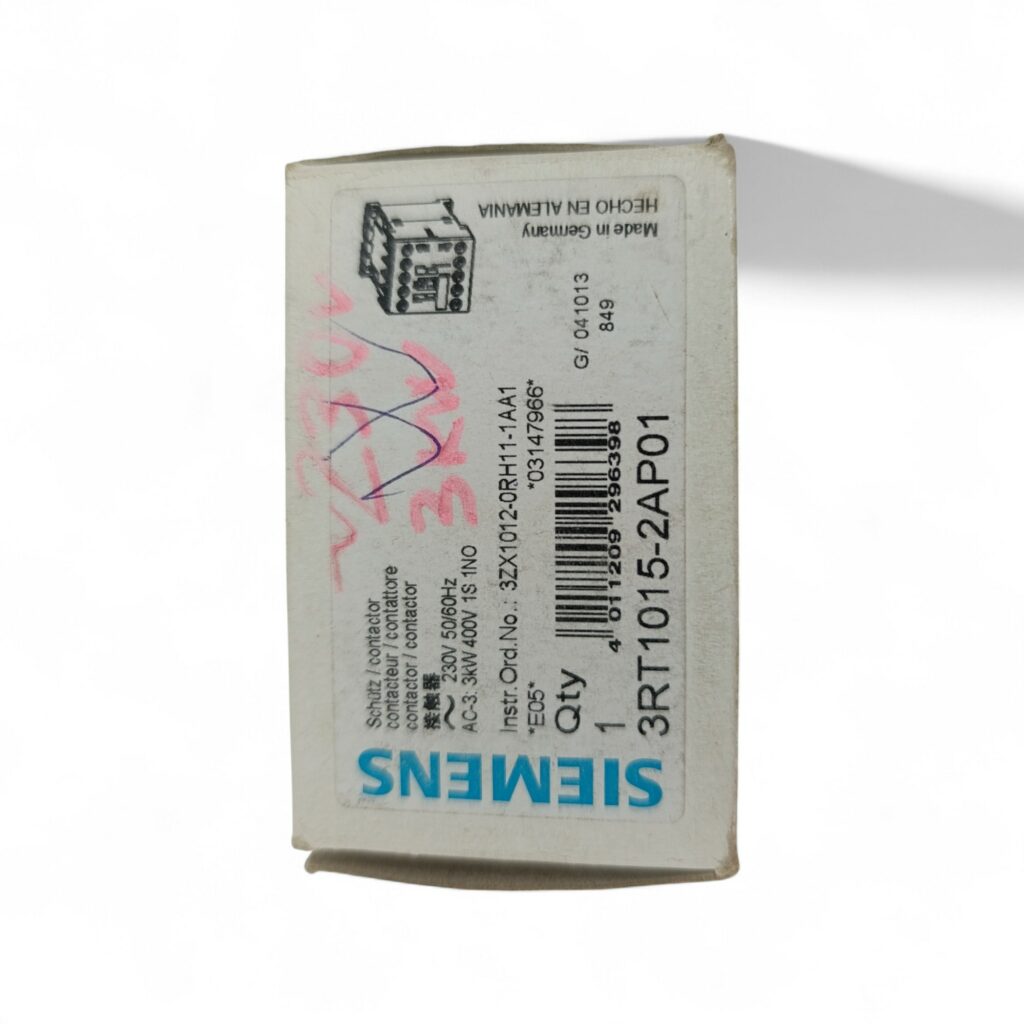 SIEMENS
Schütz / contactor
contacteur / contattore
contactor / contactor
接触器
~ 230V 50/60Hz
AC-3: 3kW 400V 1S 1NO
Instr.Ord.No.: 3ZX1012-0RH11-1AA1
*E05* *03147966*
Qty
1
4 011209 296398
3RT1015-2AP01
G/ 041013
849
Made in Germany
HECHO EN ALEMANIA
~ 230V
3kW